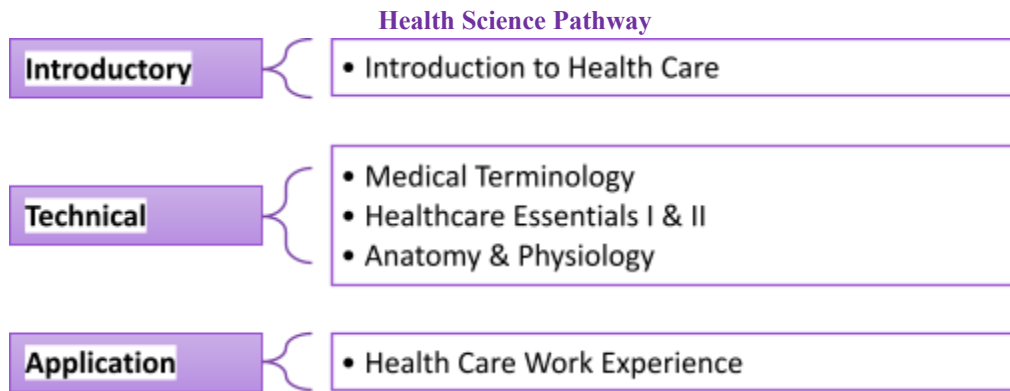 Health Science Pathway
Introductory
• Introduction to Health Care
Technical
• Medical Terminology
• Healthcare Essentials I & II
• Anatomy & Physiology
Application
• Health Care Work Experience